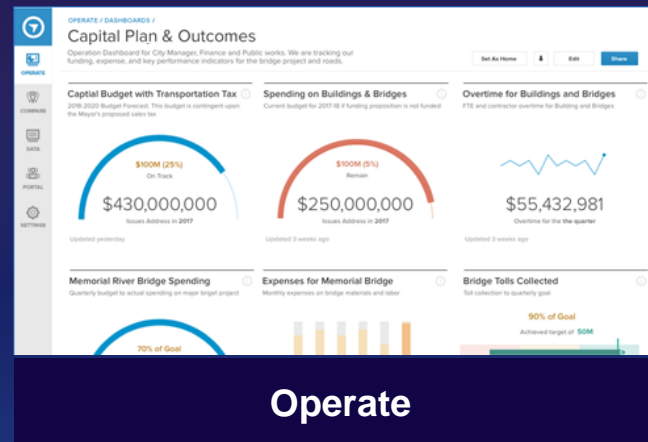 OPERATE / DASHBOARDS /
Capital Plan & Outcomes
Operation Dashboard for City Manager, Finance and Public works. We are tracking our
funding, expense, and key performance indicators for the bridge project and roads.
Set As Home
Edit
Share
OPERATE
COMPARE
DATA
PORTAL
SETTINGS
Captial Budget with Transportation Tax
2018-2020 Budget Forecast. This budget is contingent upon
the Mayor's proposed sales tax
$100M (25%)
On Track
$430,000,000
Issues Address in 2017
Updated yesterday
Spending on Buildings & Bridges
Current budget for 2017-18 if funding proposition is not funded
$100M (5%)
Remain
$250,000,000
Issues Address in 2017
Updated 3 weeks ago
Overtime for Buildings and Bridges
FTE and contractor overtime for Building and Bridges
$55,432,981
Overtime for the the quarter
Updated 3 weeks ago
Memorial River Bridge Spending
Quarterly budget to actual spending on major briget project
70% of Goal
Expenses for Memorial Bridge
Monthly expenses on bridge materials and labor
Bridge Tolls Collected
Toll collection to quarterly goal
90% of Goal
Achieved target of 50M
Operate